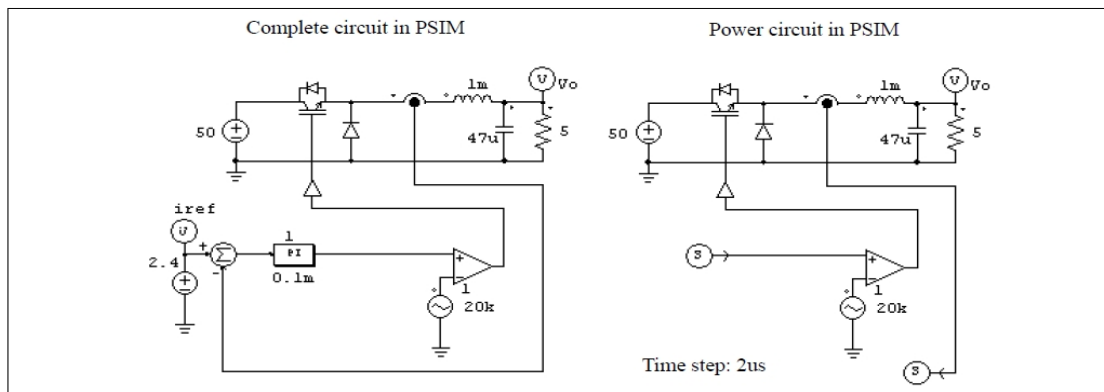 Complete circuit in PSIM
Power circuit in PSIM
1m
V
Vo
50
47u
5
iref
V
2.4
+
Σ
-
1
PI
0.1m
+
-
1
20k
1m
V
Vo
50
47u
5
S
+
-
1
20k
Time step: 2us
S